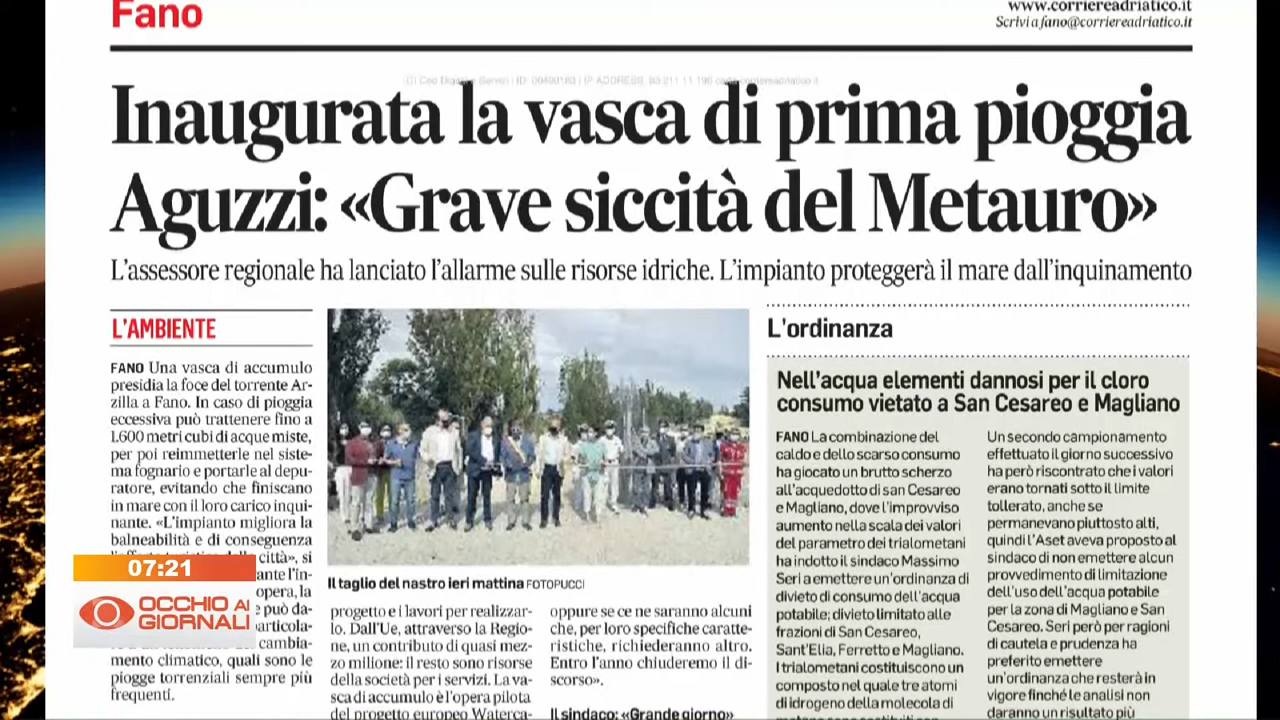 Fano
www.corriereadriatico.it
Scrivi a fano@corriereadriatico.it
Inaugurata la vasca di prima pioggia
Aguzzi: «Grave siccità del Metauro»
L'assessore regionale ha lanciato l'allarme sulle risorse idriche. L'impianto proteggerà il mare dall'inquinamento
L'AMBIENTE
FANO Una vasca di accumulo
presidia la foce del torrente Ar-
zilla a Fano. In caso di pioggia
eccessiva può trattenere fino a
1.600 metri cubi di acque miste,
per poi reimmetterle nel siste-
ma fognario e portarle al depu-
ratore, evitando che finiscano
in mare con il loro carico inqui-
nante. «L'impianto migliora la
balneabilità e di conseguenza
città», si
ante l'in-
opera, la
e può da-
articola-
cambia-
mento climatico, quali sono le
piogge torrenziali sempre più
frequenti.
07:21
OCCHIO AI
GIORNALI
Il taglio del nastro ieri mattina FOTO PUCCI
progetto e i lavori per realizzar-
lo. Dall'Ue, attraverso la Regio-
ne, un contributo di quasi mez-
zo milione: il resto sono risorse
della società per i servizi. La va-
sca di accumulo è l'opera pilota
del progetto europeo Waterca-
oppure se ce ne saranno alcuni
che, per loro specifiche caratte-
ristiche, richiederanno altro.
Entro l'anno chiuderemo il di-
scorso».
Il sindaco: «Grande giorno»
L'ordinanza
Nell'acqua elementi dannosi per il cloro
consumo vietato a San Cesareo e Magliano
FANO La combinazione del
caldo e dello scarso consumo
ha giocato un brutto scherzo
all'acquedotto di san Cesareo
e Magliano, dove l'improvviso
aumento nella scala dei valori
del parametro dei trialometani
ha indotto il sindaco Massimo
Seri a emettere un'ordinanza di
divieto di consumo dell'acqua
potabile; divieto limitato alle
frazioni di San Cesareo,
Sant'Elia, Ferretto e Magliano.
I trialometani costituiscono un
composto nel quale tre atomi
di idrogeno della molecola di
Un secondo campionamento
effettuato il giorno successivo
ha però riscontrato che i valori
erano tornati sotto il limite
tollerato, anche se
permanevano piuttosto alti,
quindi l'Aset aveva proposto al
sindaco di non emettere alcun
provvedimento di limitazione
dell'uso dell'acqua potabile
per la zona di Magliano e San
Cesareo. Seri però per ragioni
di cautela e prudenza ha
preferito emettere
un'ordinanza che resterà in
vigore finché le analisi non
daranno un risultato più